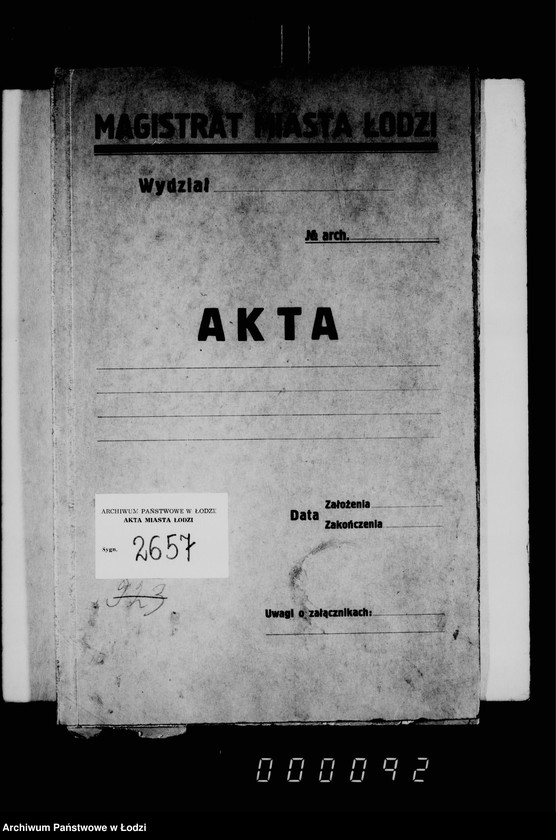 MAGISTRAT MIASTA ŁODZI
Wydział
№ arch.
AKTA
Data
Założenia
Zakończenia
ARCHIWUM PAŃSTWOWE W ŁODZI
AKTA MIASTA ŁODZI
Sygn. 2657
923
Uwagi o załącznikach:
000092
Archiwum Państwowe w Łodzi